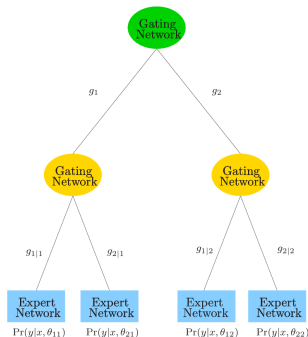 Gating
Network
g₁
g₂
Gating
Network
Gating
Network
g₁|₁
g₂|₁
g₁|₂
g₂|₂
Expert
Network
Expert
Network
Expert
Network
Expert
Network
Pr(y|x, θ₁₁)
Pr(y|x, θ₂₁)
Pr(y|x, θ₁₂)
Pr(y|x, θ₂₂)